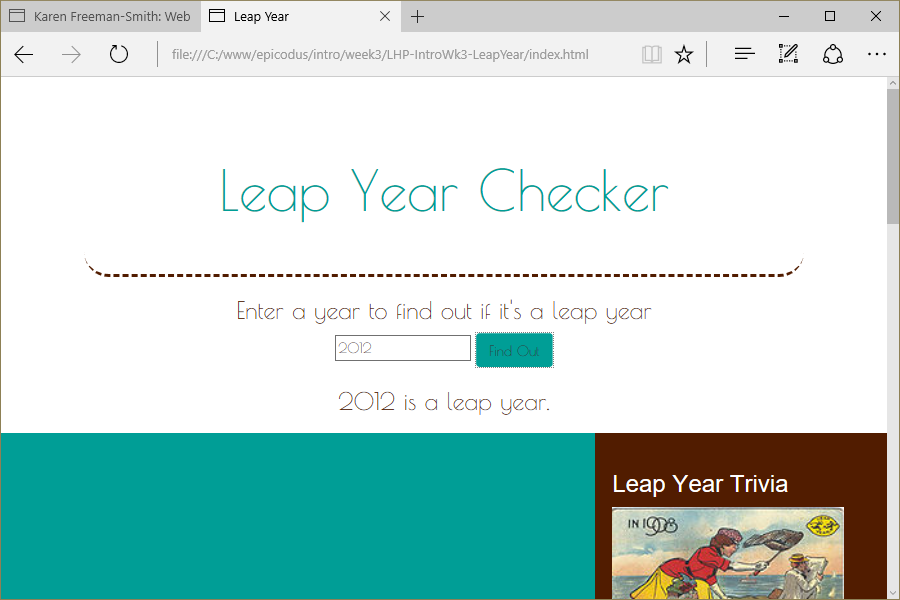 Karen Freeman-Smith: Web
Leap Year
file:///C:/www/epicodus/intro/week3/LHP-IntroWk3-LeapYear/index.html
Leap Year Checker
Enter a year to find out if it's a leap year
2012
Find Out
2012 is a leap year.
Leap Year Trivia
IN 1908